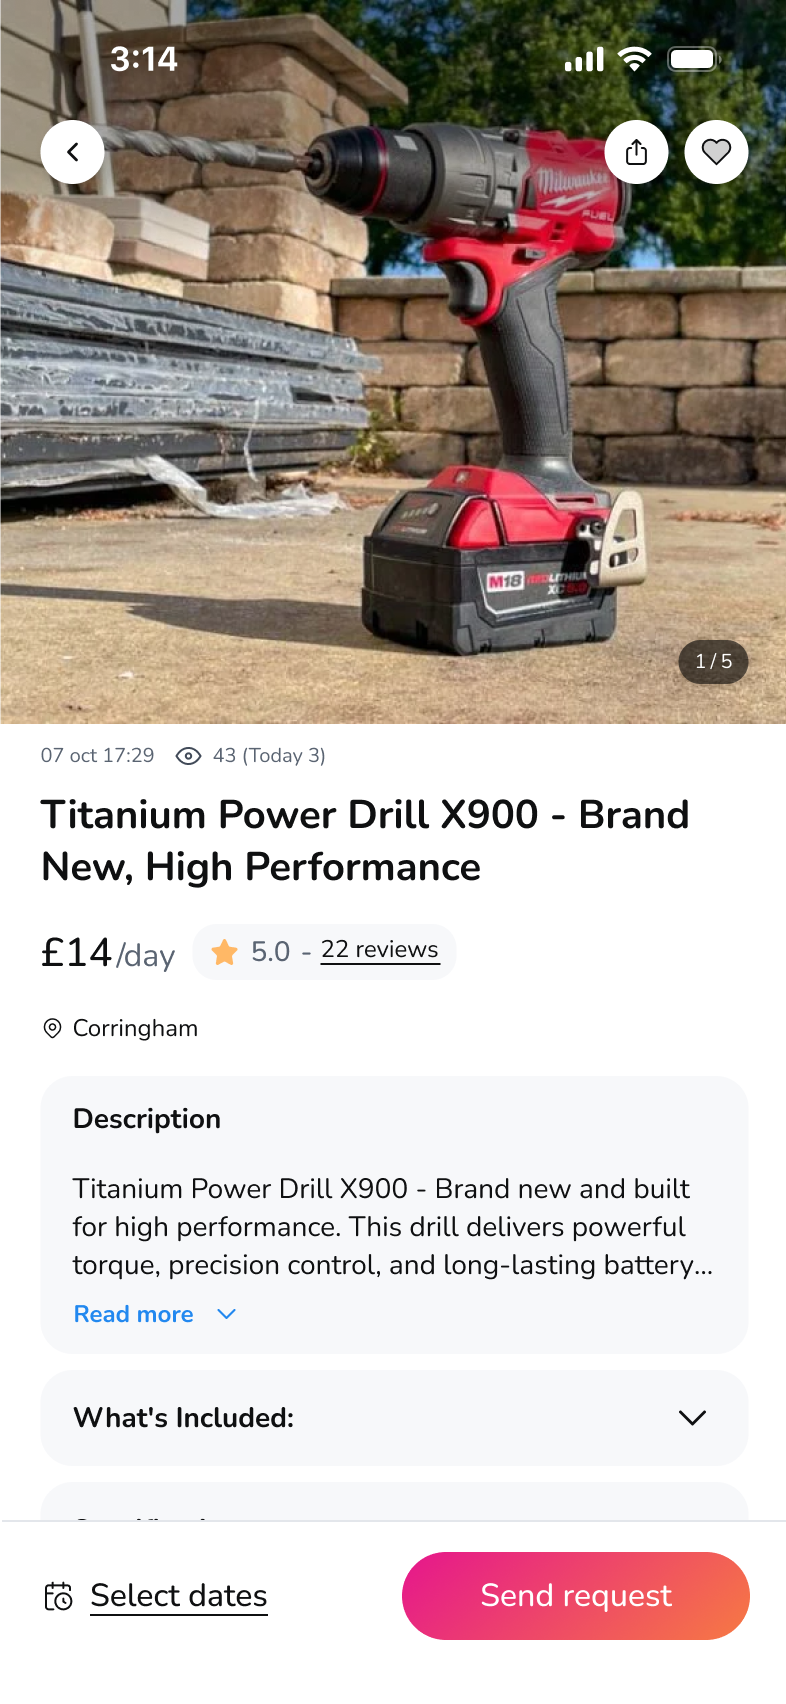 3:14
Milwaukee
FUEL
M18 REDLITHIUM
XC5.0
1 / 5
07 oct 17:29 43 (Today 3)
Titanium Power Drill X900 - Brand
New, High Performance
£14/day 5.0 - 22 reviews
Corringham
Description
Titanium Power Drill X900 - Brand new and built
for high performance. This drill delivers powerful
torque, precision control, and long-lasting battery...
Read more
What's Included:
Select dates
Send request